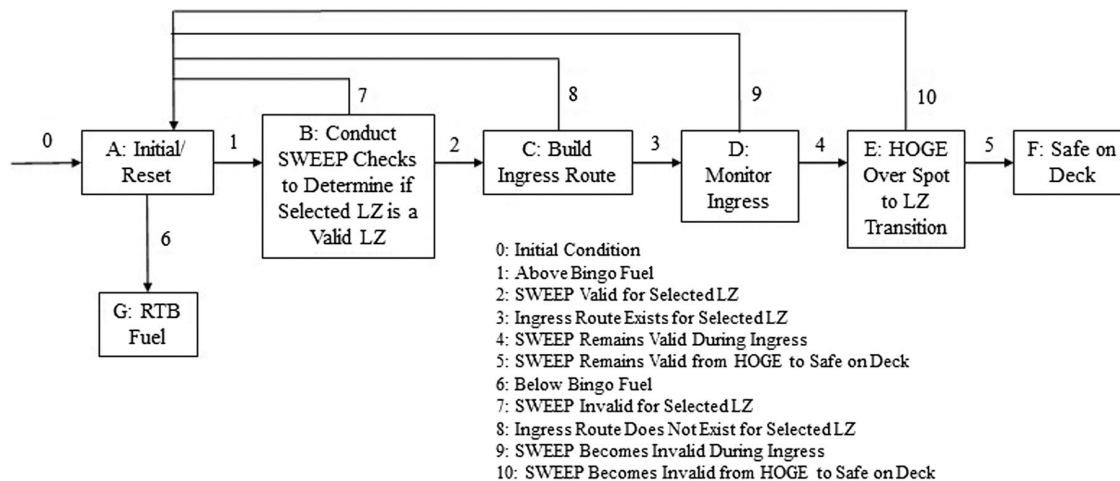 7
8
9
10
0
A: Initial/
Reset
1
B: Conduct
SWEEP Checks
to Determine if
Selected LZ is a
Valid LZ
2
C: Build
Ingress Route
3
D:
Monitor
Ingress
4
E: HOGE
Over Spot
to LZ
Transition
5
F: Safe on
Deck
6
G: RTB
Fuel
0: Initial Condition
1: Above Bingo Fuel
2: SWEEP Valid for Selected LZ
3: Ingress Route Exists for Selected LZ
4: SWEEP Remains Valid During Ingress
5: SWEEP Remains Valid from HOGE to Safe on Deck
6: Below Bingo Fuel
7: SWEEP Invalid for Selected LZ
8: Ingress Route Does Not Exist for Selected LZ
9: SWEEP Becomes Invalid During Ingress
10: SWEEP Becomes Invalid from HOGE to Safe on Deck